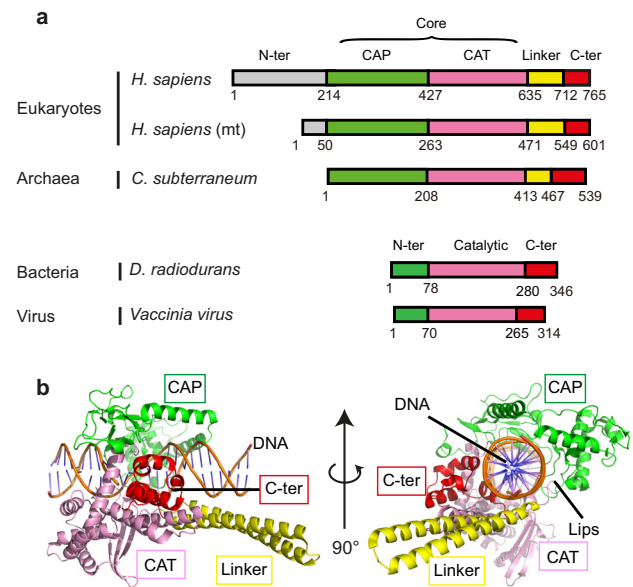 a
Core
N-ter CAP CAT Linker C-ter
Eukaryotes
H. sapiens
1 214 427 635 712 765
H. sapiens (mt)
1 50 263 471 549 601
Archaea C. subterraneum
1 208 413 467 539
N-ter Catalytic C-ter
Bacteria D. radiodurans
1 78 280 346
Virus Vaccinia virus
1 70 265 314
b
CAP
DNA
C-ter
CAT
Linker
90°
CAP
DNA
C-ter
Lips
Linker
CAT